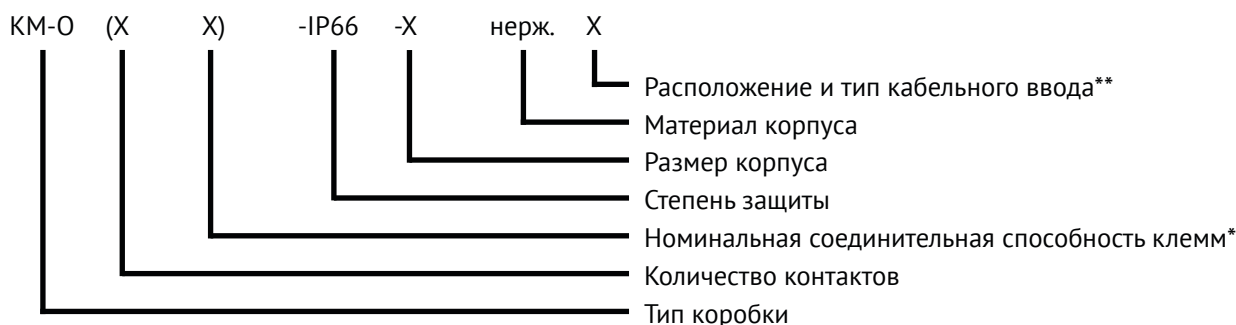 КМ-О (Х Х) -IP66 -Х нерж. Х
Расположение и тип кабельного ввода**
Материал корпуса
Размер корпуса
Степень защиты
Номинальная соединительная способность клемм*
Количество контактов
Тип коробки